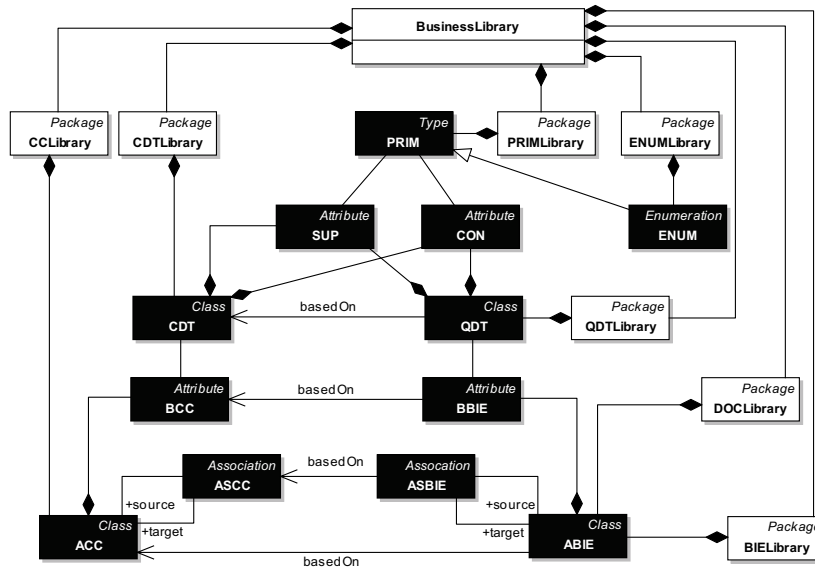 BusinessLibrary
Package
CCLibrary
Package
CDTLibrary
Type
PRIM
Package
PRIMLibrary
Package
ENUMLibrary
Attribute
SUP
Attribute
CON
Enumeration
ENUM
Class
CDT
basedOn
Class
QDT
Package
QDTLibrary
Attribute
BCC
basedOn
Attribute
BBIE
Package
DOCLibrary
Association
ASCC
basedOn
Association
ASBIE
+source
+source
Class
ACC
+target
+target
Class
ABIE
Package
BIELibrary
basedOn